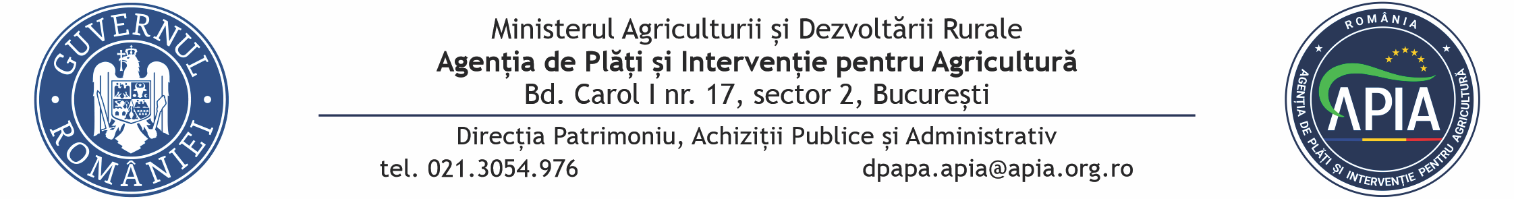 GUVERNUL ROMÂNIEI
Ministerul Agriculturii și Dezvoltării Rurale
Agenția de Plăți și Intervenție pentru Agricultură
Bd. Carol I nr. 17, sector 2, București
Direcția Patrimoniu, Achiziții Publice și Administrativ
tel. 021.3054.976 dpapa.apia@apia.org.ro
ROMÂNIA
APIA
AGENȚIA DE PLĂȚI ȘI INTERVENȚIE PENTRU AGRICULTURĂ